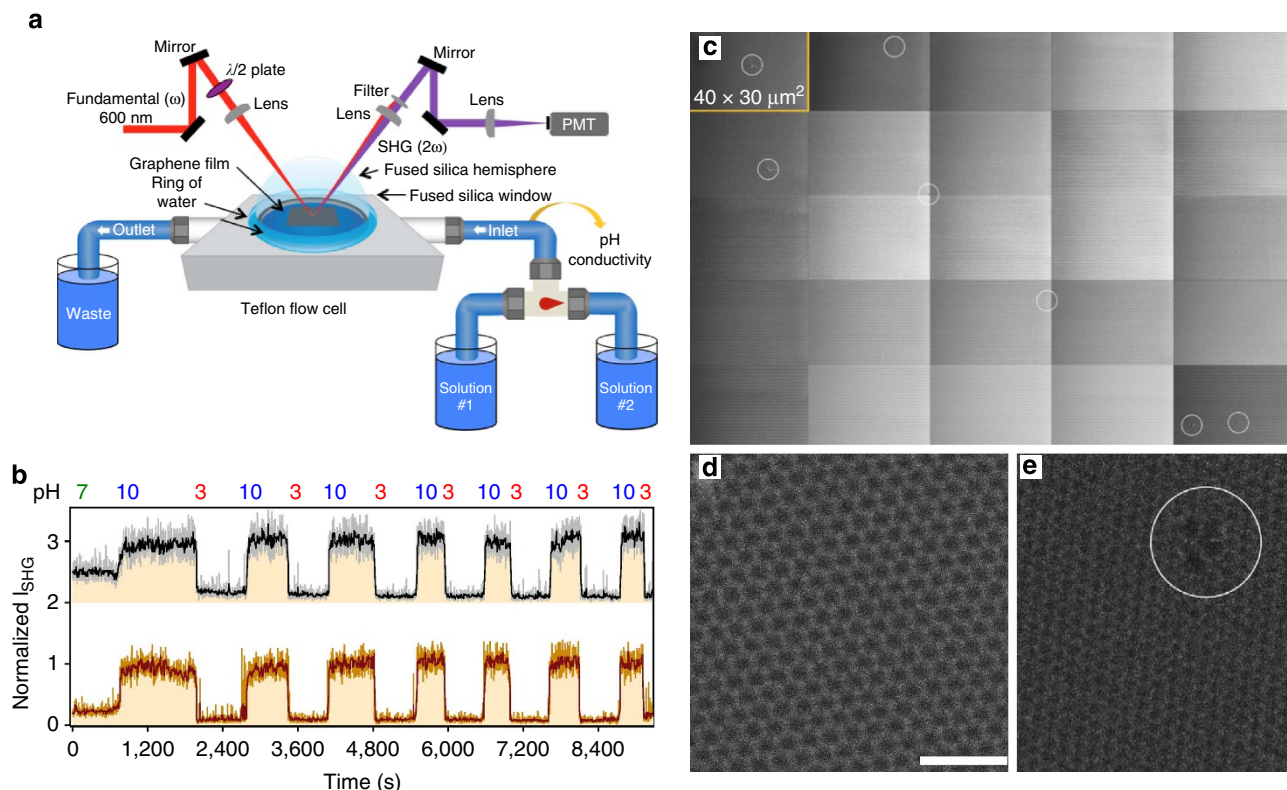 a
Mirror
λ/2 plate
Fundamental (ω)
600 nm
Lens
Mirror
Filter
Lens
Lens
PMT
SHG (2ω)
Graphene film
Ring of
water
Fused silica hemisphere
Fused silica window
Outlet
Inlet
pH
conductivity
Waste
Teflon flow cell
Solution
#1
Solution
#2
b
pH 7 10 3 10 3 10 3 10 3 10 3 10 3 10 3
Normalized ISHG
3
2
1
0
0 1,200 2,400 3,600 4,800 6,000 7,200 8,400
Time (s)
c
40 × 30 μm²
d
e